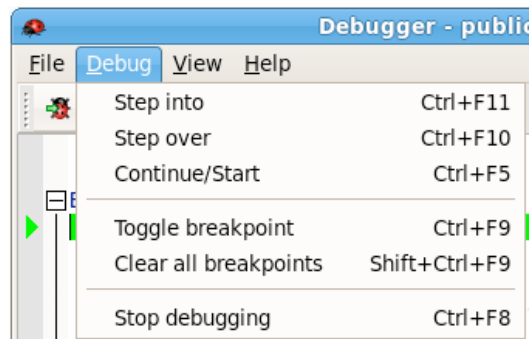 Debugger - public
File Debug View Help
Step into Ctrl+F11
Step over Ctrl+F10
Continue/Start Ctrl+F5
Toggle breakpoint Ctrl+F9
Clear all breakpoints Shift+Ctrl+F9
Stop debugging Ctrl+F8